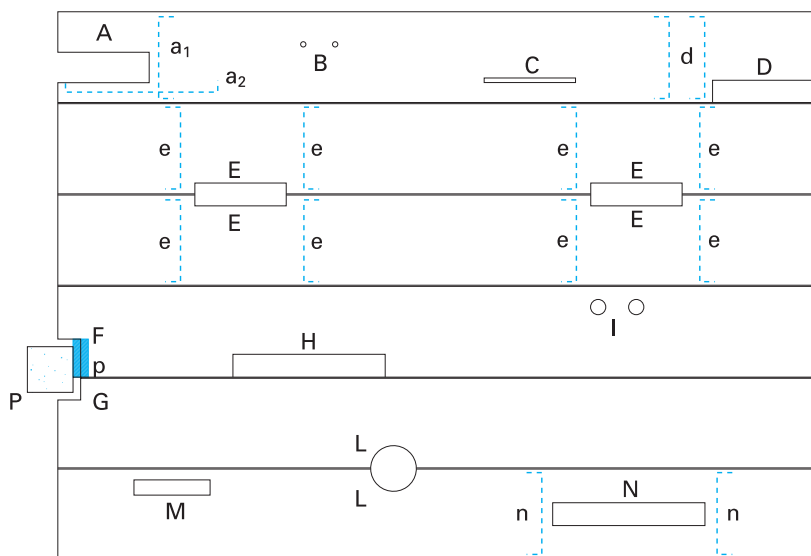 A a₁ B C d D
a₂
e e e e
E E
E E
e e e e
I
F H
p
P G
L
L
M n N n